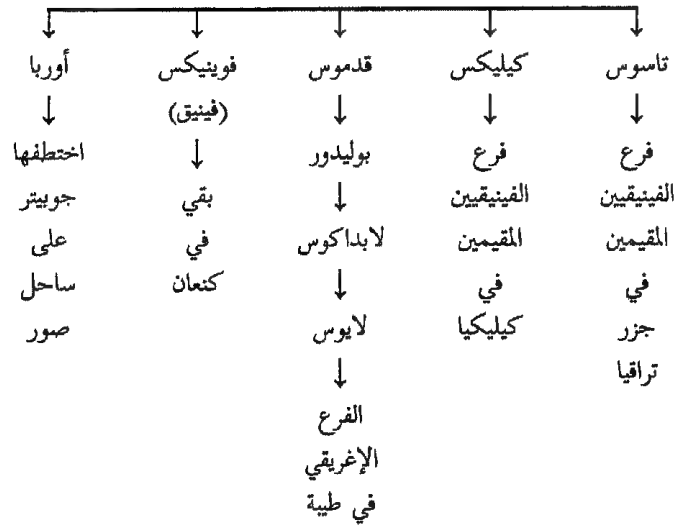 تاسوس
فرع
الفينيقيين
المقيمين
في
جزر
تراقيا
كيليكس
فرع
الفينيقيين
المقيمين
في
كيليكيا
قدموس
بوليدور
لابداكوس
لايوس
الفرع
الإغريقي
في طيبة
فوينيكس
(فينيق)
بقي
في
كنعان
أوربا
اختطفها
جوبيتر
على
ساحل
صور